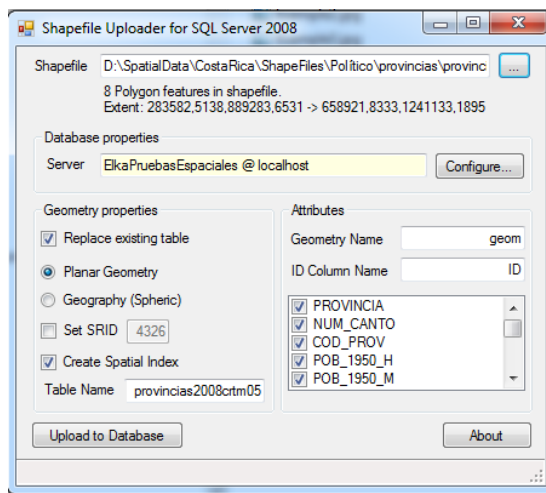 Shapefile Uploader for SQL Server 2008
Shapefile D:\SpatialData\CostaRica\ShapeFiles\Político\provincias\provinc ...
8 Polygon features in shapefile.
Extent: 283582,5138,889283,6531 -> 658921,8333,1241133,1895
Database properties
Server ElkaPruebasEspaciales @ localhost Configure...
Geometry properties
Replace existing table
Planar Geometry
Geography (Spheric)
Set SRID 4326
Create Spatial Index
Table Name provincias2008crtm05
Attributes
Geometry Name geom
ID Column Name ID
PROVINCIA
NUM_CANTO
COD_PROV
POB_1950_H
POB_1950_M
Upload to Database About